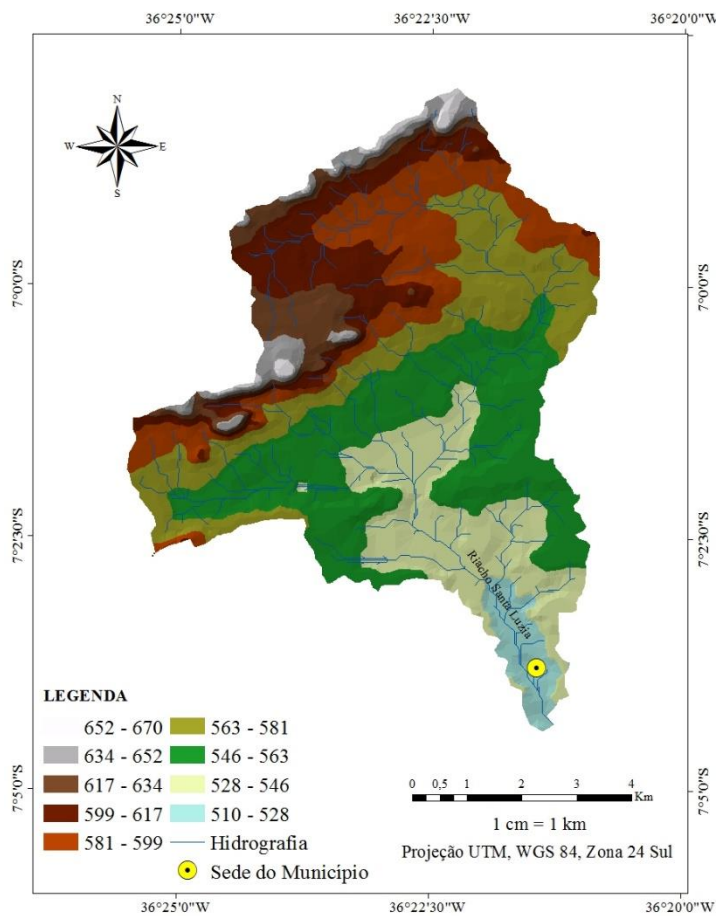 36°25'0"W 36°22'30"W 36°20'0"W
N
W E
S
7°0'0"S 7°0'0"S
7°2'30"S 7°2'30"S
Riacho Santa Luzia
LEGENDA
652 - 670 563 - 581
634 - 652 546 - 563
617 - 634 528 - 546
599 - 617 510 - 528
581 - 599 Hidrografia
Sede do Município
0 0,5 1 2 3 4
Km
1 cm = 1 km
Projeção UTM, WGS 84, Zona 24 Sul
7°5'0"S 7°5'0"S
36°25'0"W 36°22'30"W 36°20'0"W